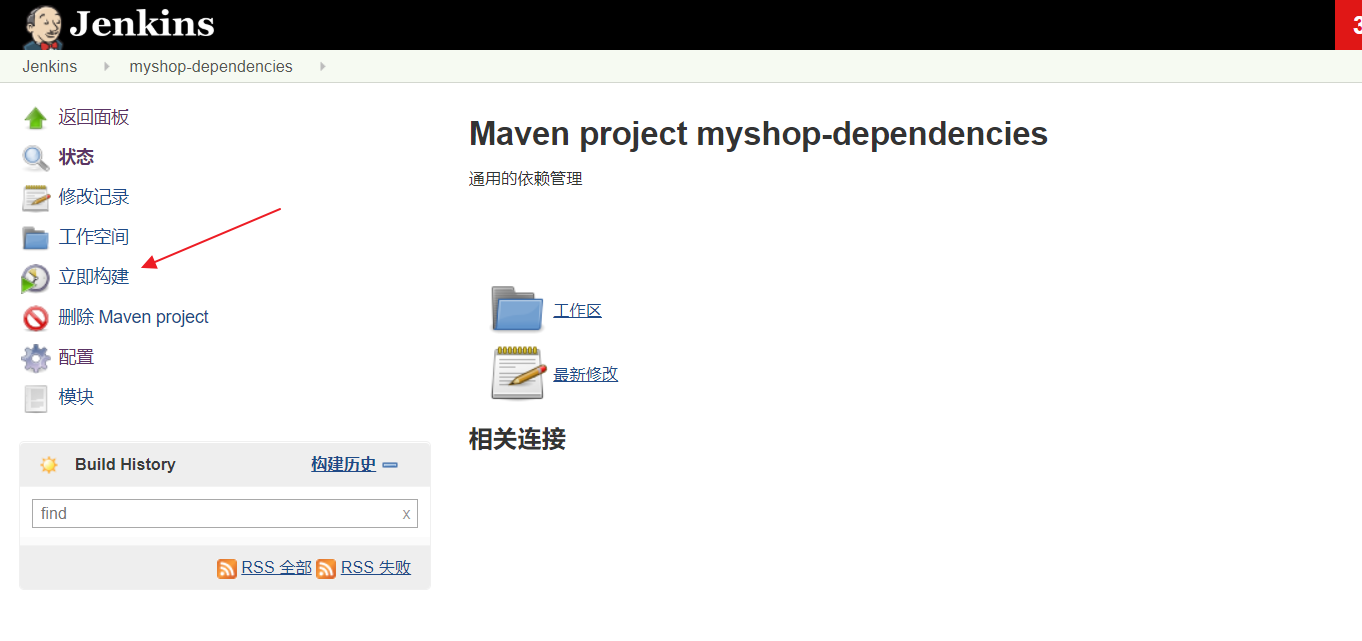 Jenkins
3
Jenkins
myshop-dependencies
返回面板
状态
修改记录
工作空间
立即构建
删除 Maven project
配置
模块
Build History
构建历史
find
x
RSS 全部
RSS 失败
Maven project myshop-dependencies
通用的依赖管理
工作区
最新修改
相关连接